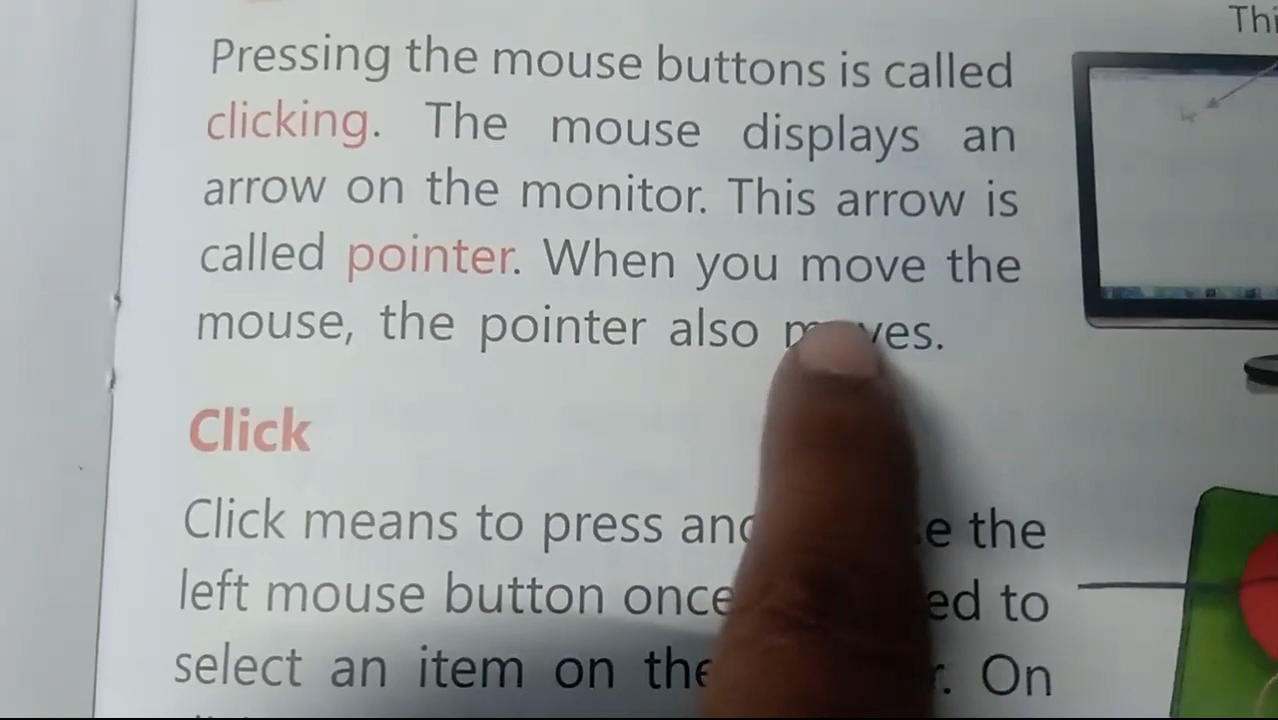 Thi
Pressing the mouse buttons is called
clicking. The mouse displays an
arrow on the monitor. This arrow is
called pointer. When you move the
mouse, the pointer also moves.
Click
Click means to press and the
left mouse button once to
select an item on the On